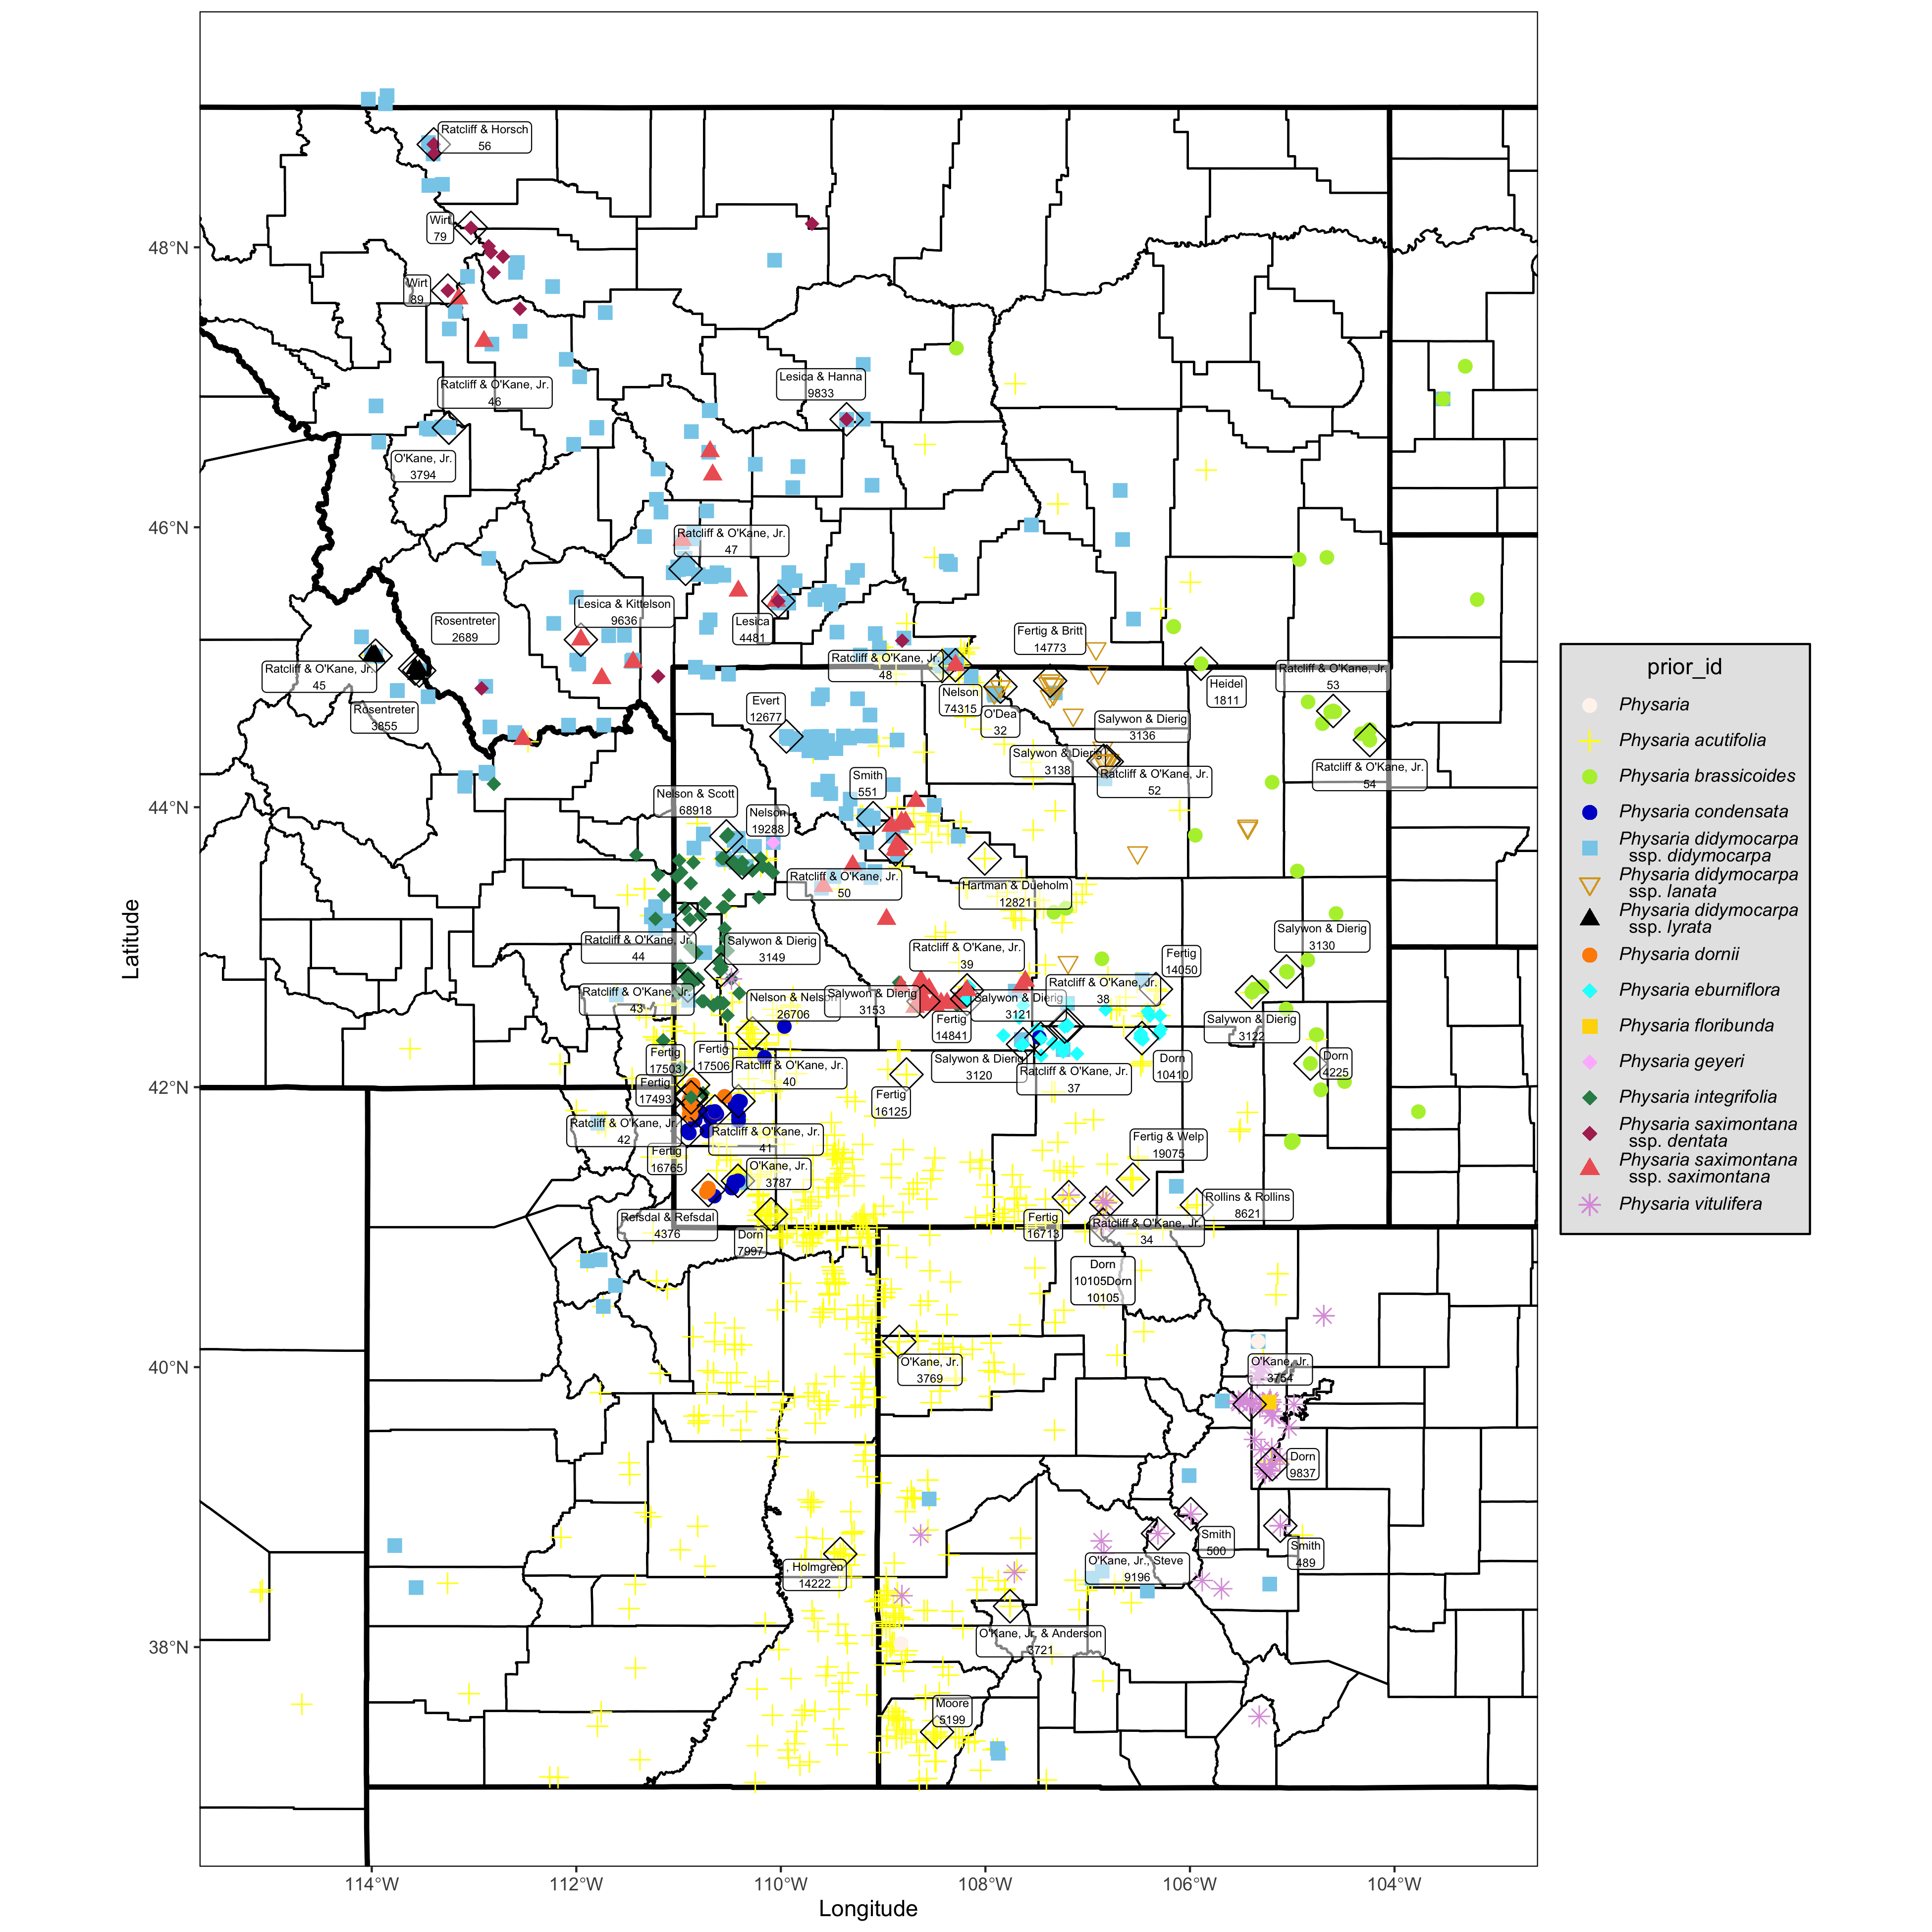 Ratcliff & Horsch
56
Wirt
79
48°N
Wirt
89
Ratcliff & O'Kane, Jr.
46
Lesica & Hanna
9833
O'Kane, Jr.
3794
46°N
Ratcliff & O'Kane, Jr.
47
Lesica & Kittelson
9636
Rosentreter
2689
Lesica
4481
Fertig & Britt
14773
Ratcliff & O'Kane, Jr.
45
Ratcliff & O'Kane, Jr.
48
Heidel
1811
Ratcliff & O'Kane, Jr.
53
Rosentreter
3855
Evert
12677
Nelson
74315
O'Dea
32
Salywon & Dierig
3136
Salywon & Dierig
3138
Ratcliff & O'Kane, Jr.
52
Ratcliff & O'Kane, Jr.
54
Smith
551
Nelson & Scott
68918
44°N
Nelson
19288
Ratcliff & O'Kane, Jr.
50
Hartman & Dueholm
12821
Ratcliff & O'Kane, Jr.
44
Salywon & Dierig
3149
Ratcliff & O'Kane, Jr.
39
Fertig
14050
Salywon & Dierig
3130
Ratcliff & O'Kane, Jr.
43
Nelson & Nelson
26706
Salywon & Dierig
3153
Salywon & Dierig
3121
Ratcliff & O'Kane, Jr.
38
Fertig
14841
Salywon & Dierig
3122
Fertig
17503
Fertig
17506
Ratcliff & O'Kane, Jr.
40
Salywon & Dierig
3120
Ratcliff & O'Kane, Jr.
37
Dorn
10410
Dorn
4225
42°N
Fertig
17493
Fertig
16125
Ratcliff & O'Kane, Jr.
42
Ratcliff & O'Kane, Jr.
41
Fertig
16765
O'Kane, Jr.
3787
Fertig & Welp
19075
Rollins & Rollins
8621
Refsdal & Refsdal
4376
Dorn
7997
Fertig
16713
Ratcliff & O'Kane, Jr.
34
Dorn
10105Dorn
10105
40°N
O'Kane, Jr.
3769
O'Kane, Jr.
3754
Dorn
9837
Smith
500
Smith
489
, Holmgren
14222
O'Kane, Jr., Steve
9196
O'Kane, Jr. & Anderson
3721
38°N
Moore
5199
114°W
112°W
110°W
108°W
106°W
104°W
Longitude
Latitude
prior_id
Physaria
Physaria acutifolia
Physaria brassicoides
Physaria condensata
Physaria didymocarpa
ssp. didymocarpa
Physaria didymocarpa
ssp. lanata
Physaria didymocarpa
ssp. lyrata
Physaria dornii
Physaria eburniflora
Physaria floribunda
Physaria geyeri
Physaria integrifolia
Physaria saximontana
ssp. dentata
Physaria saximontana
ssp. saximontana
Physaria vitulifera